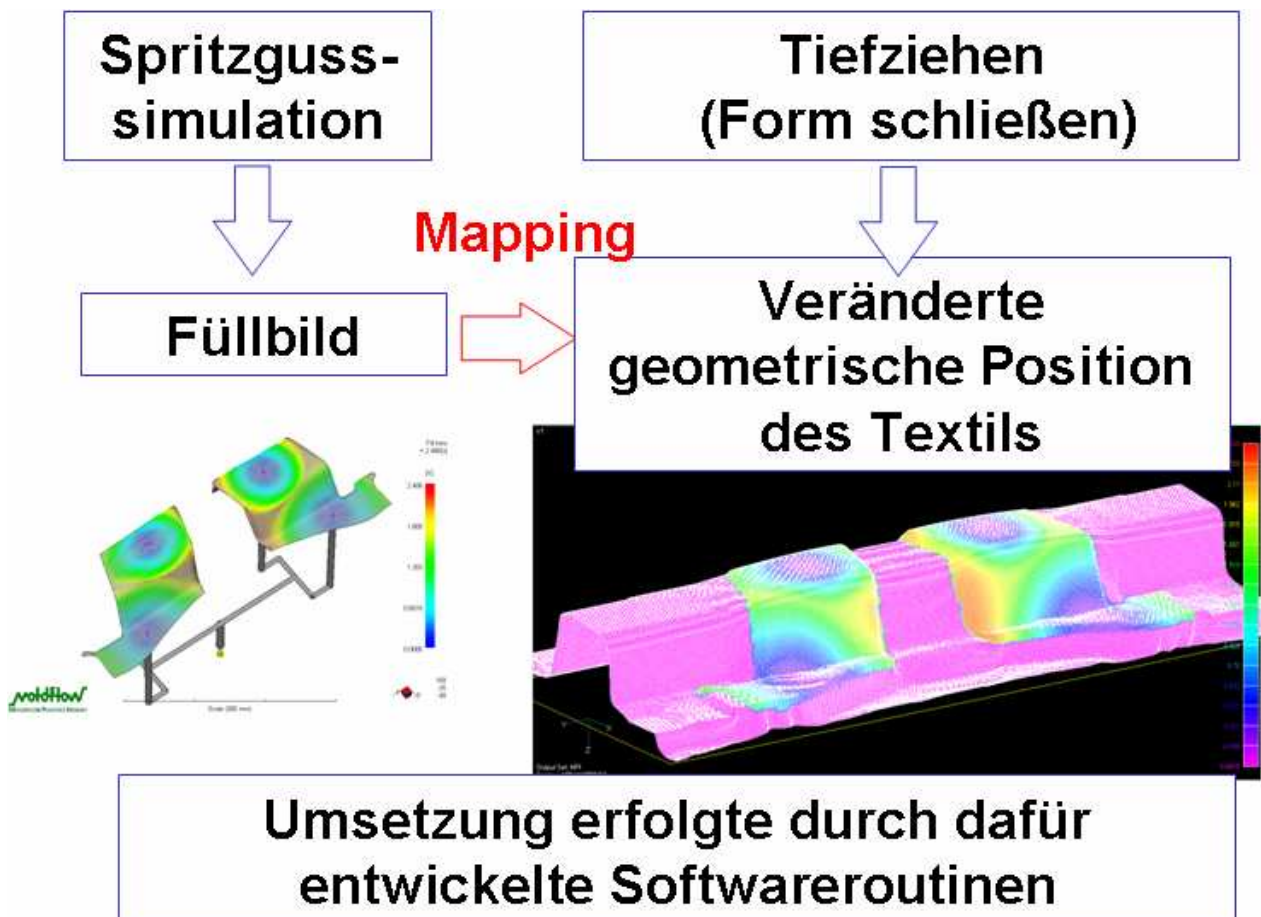 Spritzguss-
simulation
Tiefziehen
(Form schließen)
Mapping
Füllbild
Veränderte
geometrische Position
des Textils
moldflow
Umsetzung erfolgte durch dafür
entwickelte Softwareroutinen